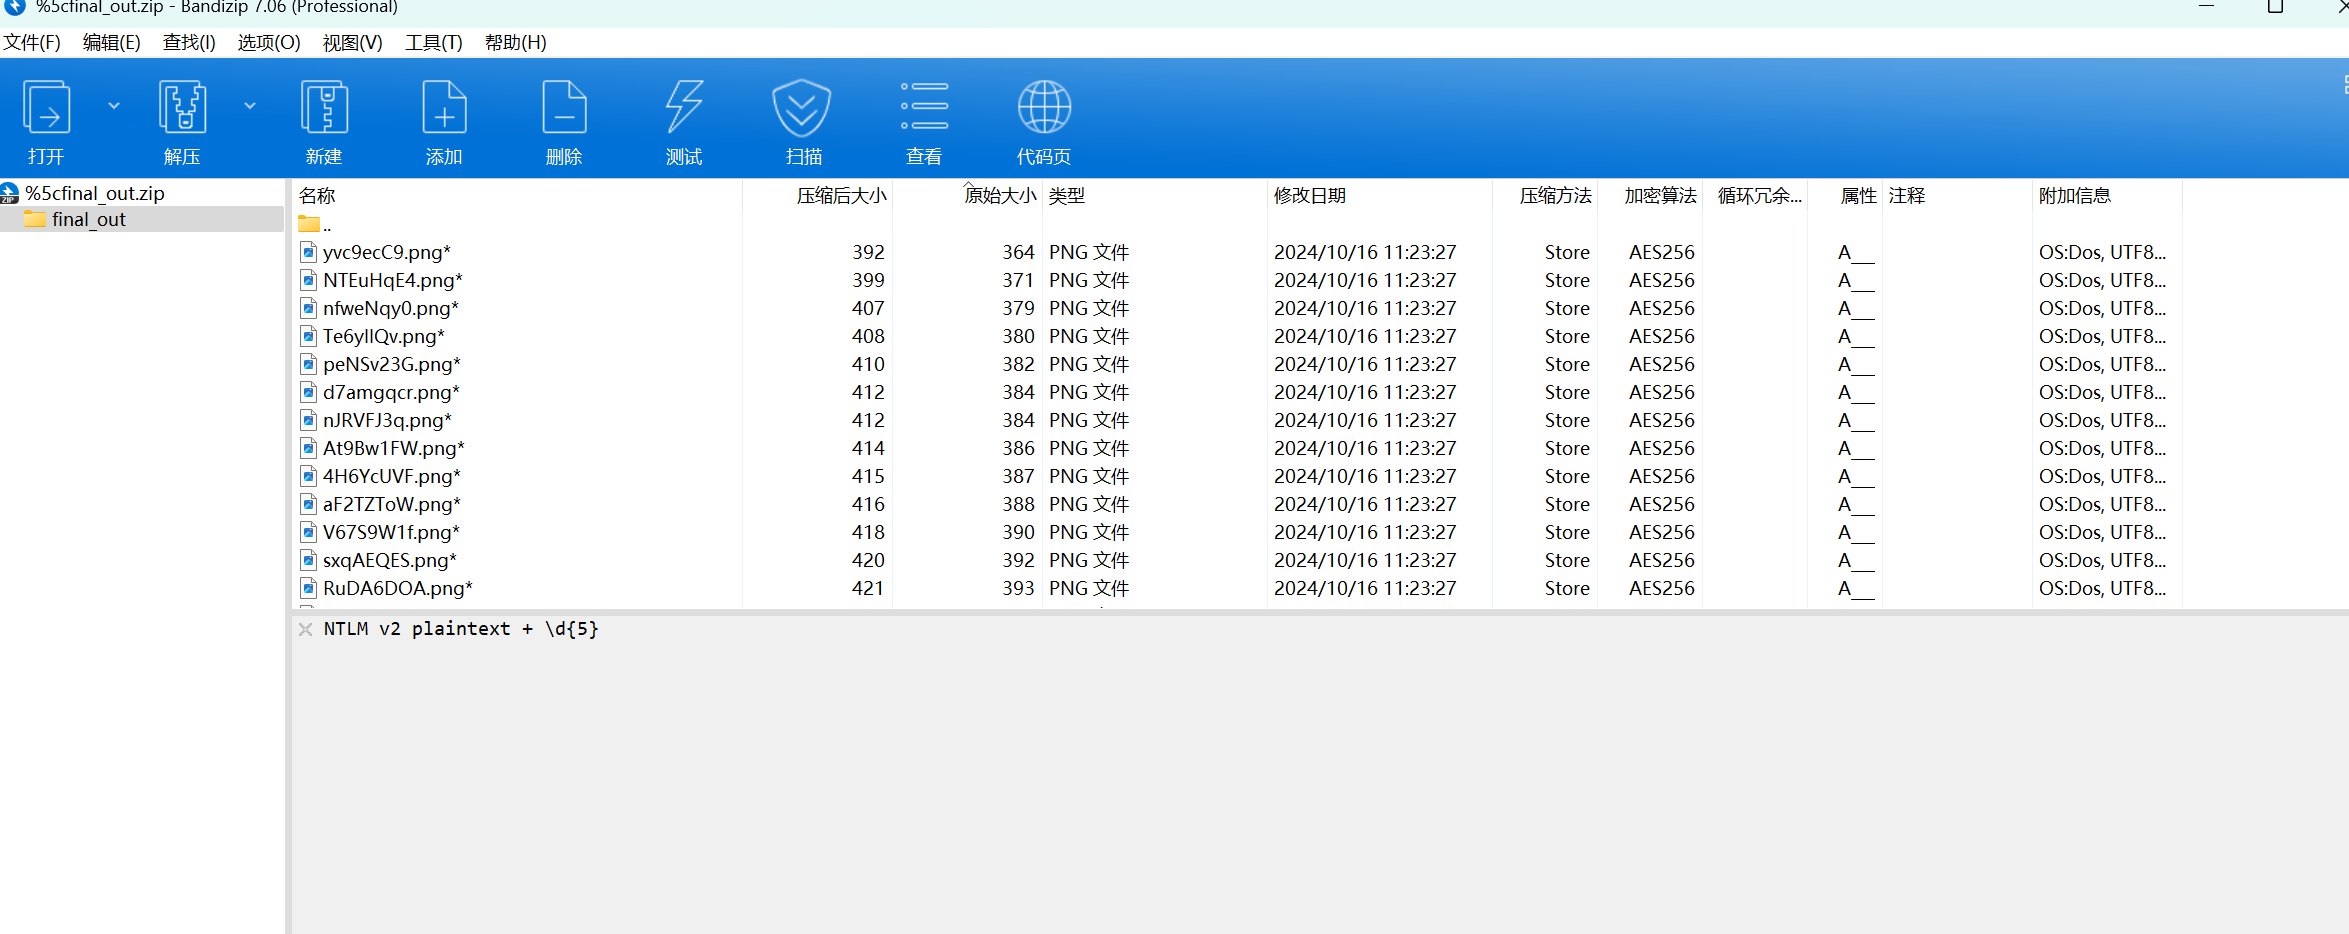 %5cfinal_out.zip - Bandizip 7.06 (Professional)
文件(F) 编辑(E) 查找(I) 选项(O) 视图(V) 工具(T) 帮助(H)
打开 解压 新建 添加 删除 测试 扫描 查看 代码页
%5cfinal_out.zip
final_out
名称 压缩后大小 原始大小 类型 修改日期 压缩方法 加密算法 循环冗余... 属性 注释 附加信息
..
yvc9ecC9.png* 392 364 PNG 文件 2024/10/16 11:23:27 Store AES256 A__ OS:Dos, UTF8...
NTEuHqE4.png* 399 371 PNG 文件 2024/10/16 11:23:27 Store AES256 A__ OS:Dos, UTF8...
nfweNqy0.png* 407 379 PNG 文件 2024/10/16 11:23:27 Store AES256 A__ OS:Dos, UTF8...
Te6yIlQv.png* 408 380 PNG 文件 2024/10/16 11:23:27 Store AES256 A__ OS:Dos, UTF8...
peNSv23G.png* 410 382 PNG 文件 2024/10/16 11:23:27 Store AES256 A__ OS:Dos, UTF8...
d7amgqcr.png* 412 384 PNG 文件 2024/10/16 11:23:27 Store AES256 A__ OS:Dos, UTF8...
nJRVFJ3q.png* 412 384 PNG 文件 2024/10/16 11:23:27 Store AES256 A__ OS:Dos, UTF8...
At9Bw1FW.png* 414 386 PNG 文件 2024/10/16 11:23:27 Store AES256 A__ OS:Dos, UTF8...
4H6YcUVF.png* 415 387 PNG 文件 2024/10/16 11:23:27 Store AES256 A__ OS:Dos, UTF8...
aF2TZToW.png* 416 388 PNG 文件 2024/10/16 11:23:27 Store AES256 A__ OS:Dos, UTF8...
V67S9W1f.png* 418 390 PNG 文件 2024/10/16 11:23:27 Store AES256 A__ OS:Dos, UTF8...
sxqAEQES.png* 420 392 PNG 文件 2024/10/16 11:23:27 Store AES256 A__ OS:Dos, UTF8...
RuDA6DOA.png* 421 393 PNG 文件 2024/10/16 11:23:27 Store AES256 A__ OS:Dos, UTF8...
NTLM v2 plaintext + \d{5}